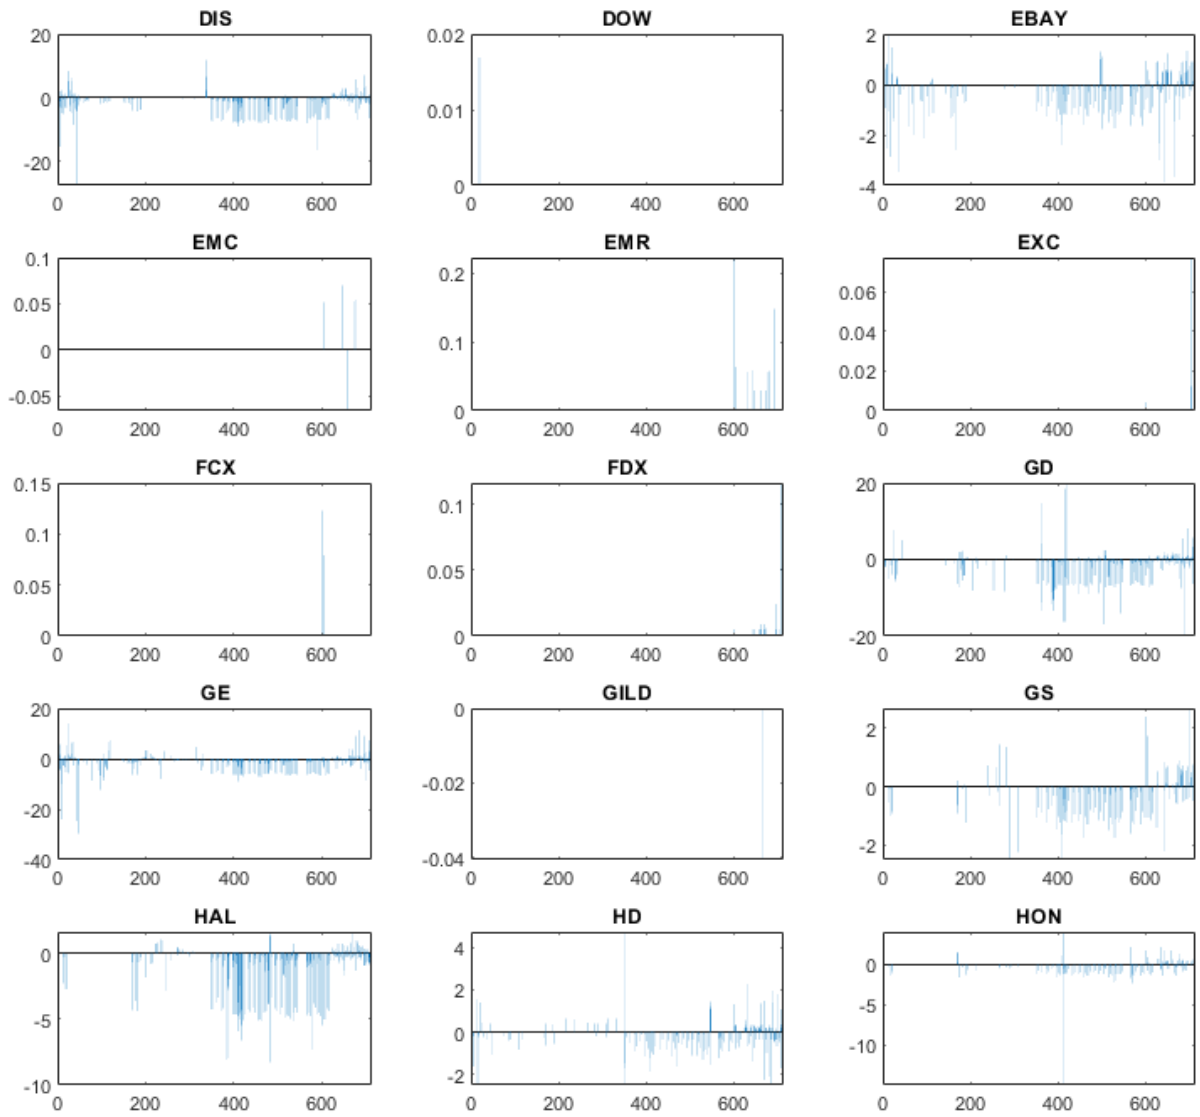 DIS DOW EBAY
20 0.02 2
0 0.01 0
-20 -2
0 -4
0 200 400 600 0 200 400 600 0 200 400 600
EMC EMR EXC
0.1 0.2 0.06
0.05 0.1 0.04
0 0.02
-0.05 0 0
0 200 400 600 0 200 400 600 0 200 400 600
FCX FDX GD
0.15 0.1 20
0.1 0.05 0
0.05
0 0 -20
0 200 400 600 0 200 400 600 0 200 400 600
GE GILD GS
20 0 2
0 -0.02 0
-20 -2
-40 -0.04
0 200 400 600 0 200 400 600 0 200 400 600
HAL HD HON
0 4 0
-5 2 -5
0 -10
-10 -2
0 200 400 600 0 200 400 600 0 200 400 600